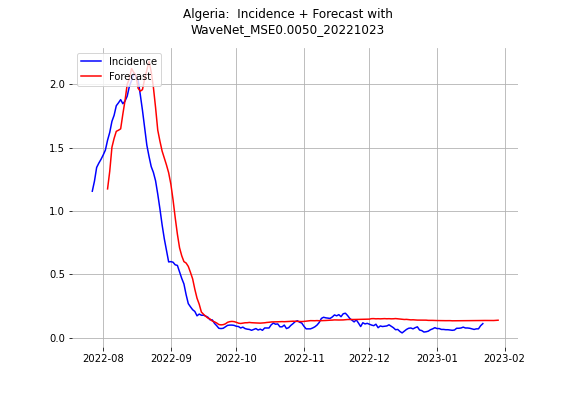 Algeria:  Incidence + Forecast with
WaveNet_MSE0.0050_20221023
Incidence
Forecast
2.0
1.5
1.0
0.5
0.0
2022-08 2022-09 2022-10 2022-11 2022-12 2023-01 2023-02